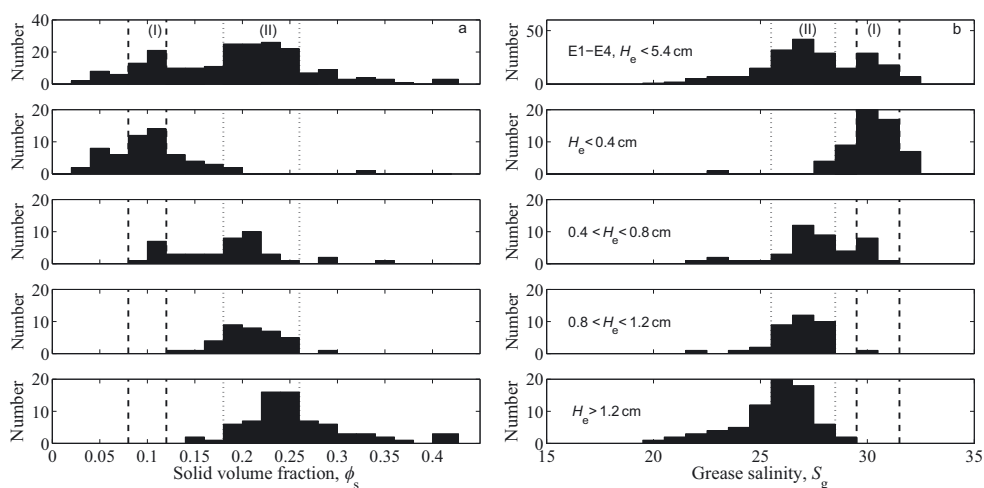 (I) (II) a
40
20
0
Number
20
10
0
Number
20
10
0
Number
20
10
0
Number
20
10
0
Number
0 0.05 0.1 0.15 0.2 0.25 0.3 0.35 0.4
Solid volume fraction, ϕs
(II) (I) b
50
0
Number
E1−E4, He < 5.4 cm
20
10
0
Number
He < 0.4 cm
20
10
0
Number
0.4 < He < 0.8 cm
20
10
0
Number
0.8 < He < 1.2 cm
20
10
0
Number
He > 1.2 cm
15 20 25 30 35
Grease salinity, Sg